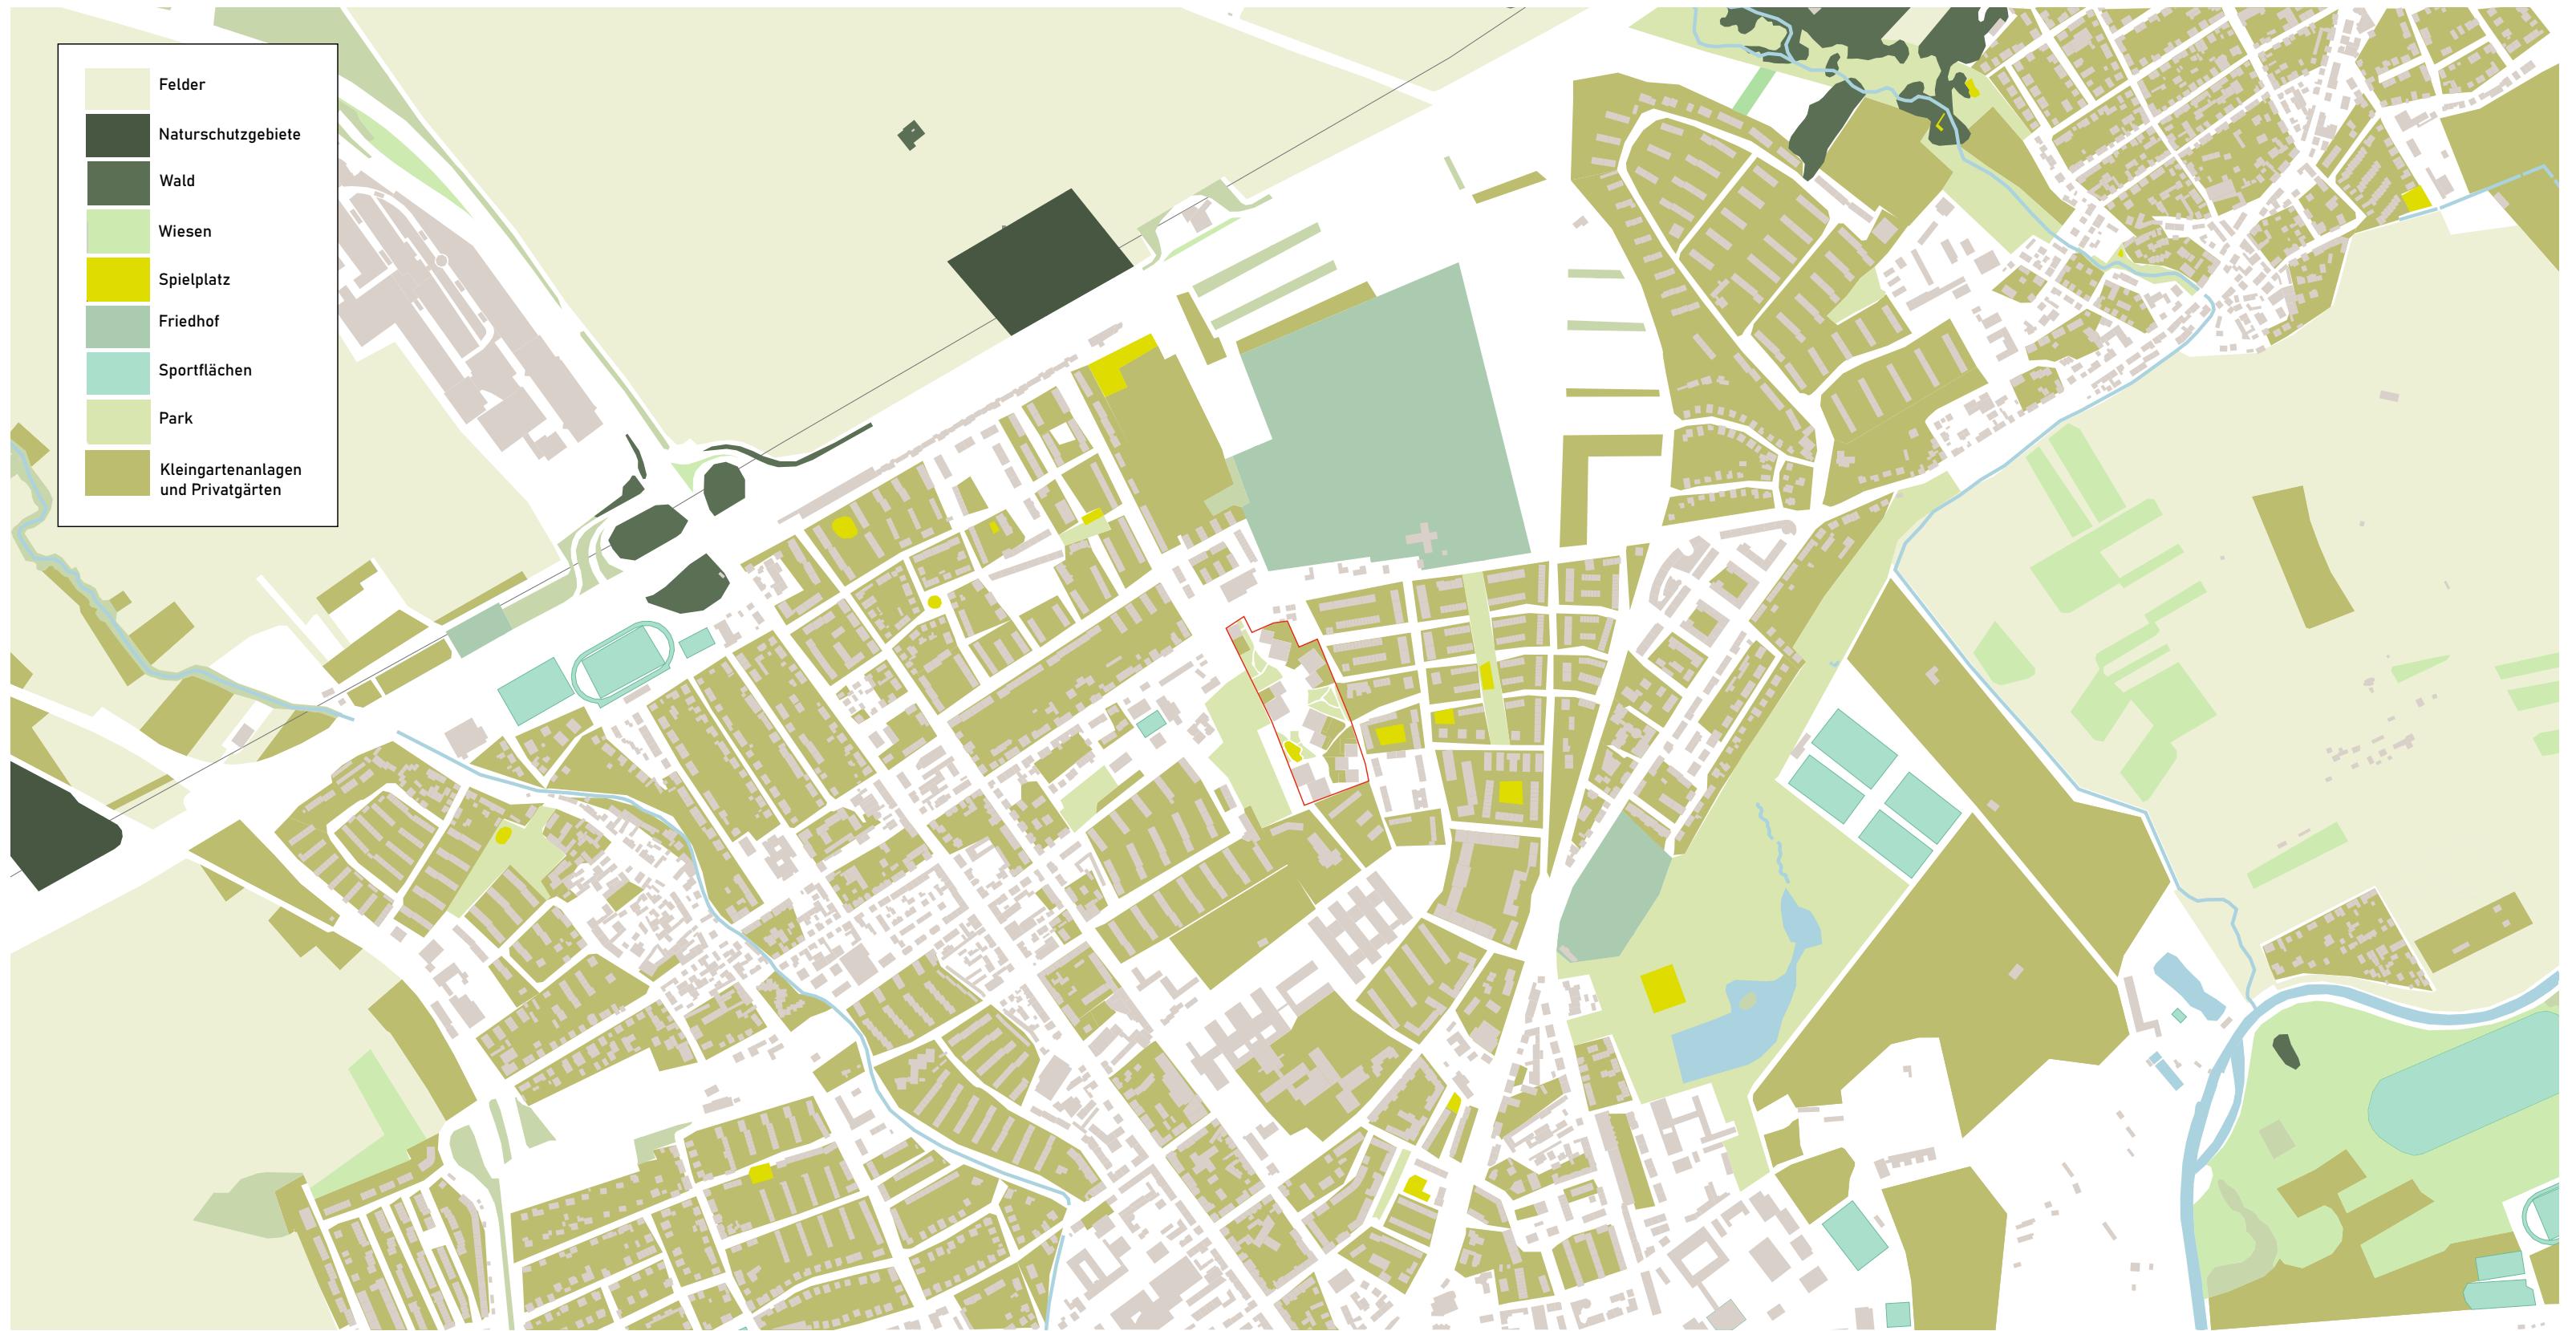 Felder
Naturschutzgebiete
Wald
Wiesen
Spielplatz
Friedhof
Sportflächen
Park
Kleingartenanlagen
und Privatgärten